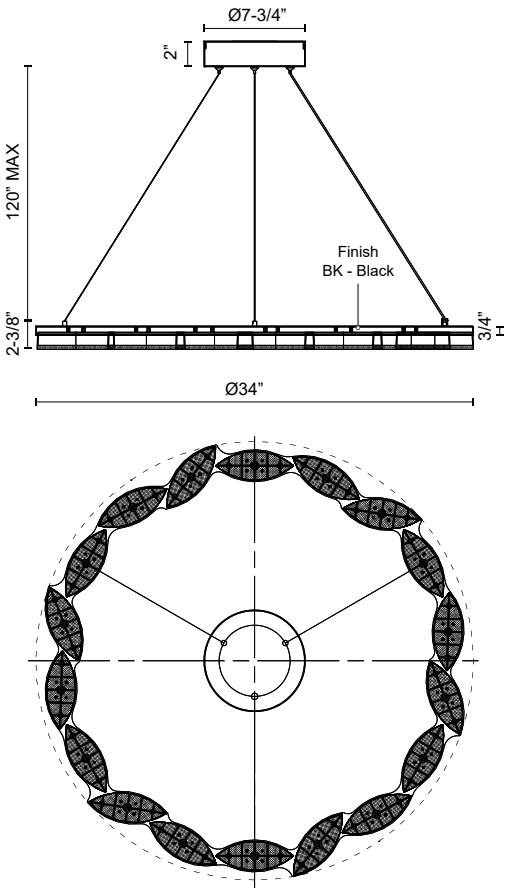 Ø7-3/4”
2”
120” MAX
Finish
BK - Black
2-3/8”
3/4”
Ø34”